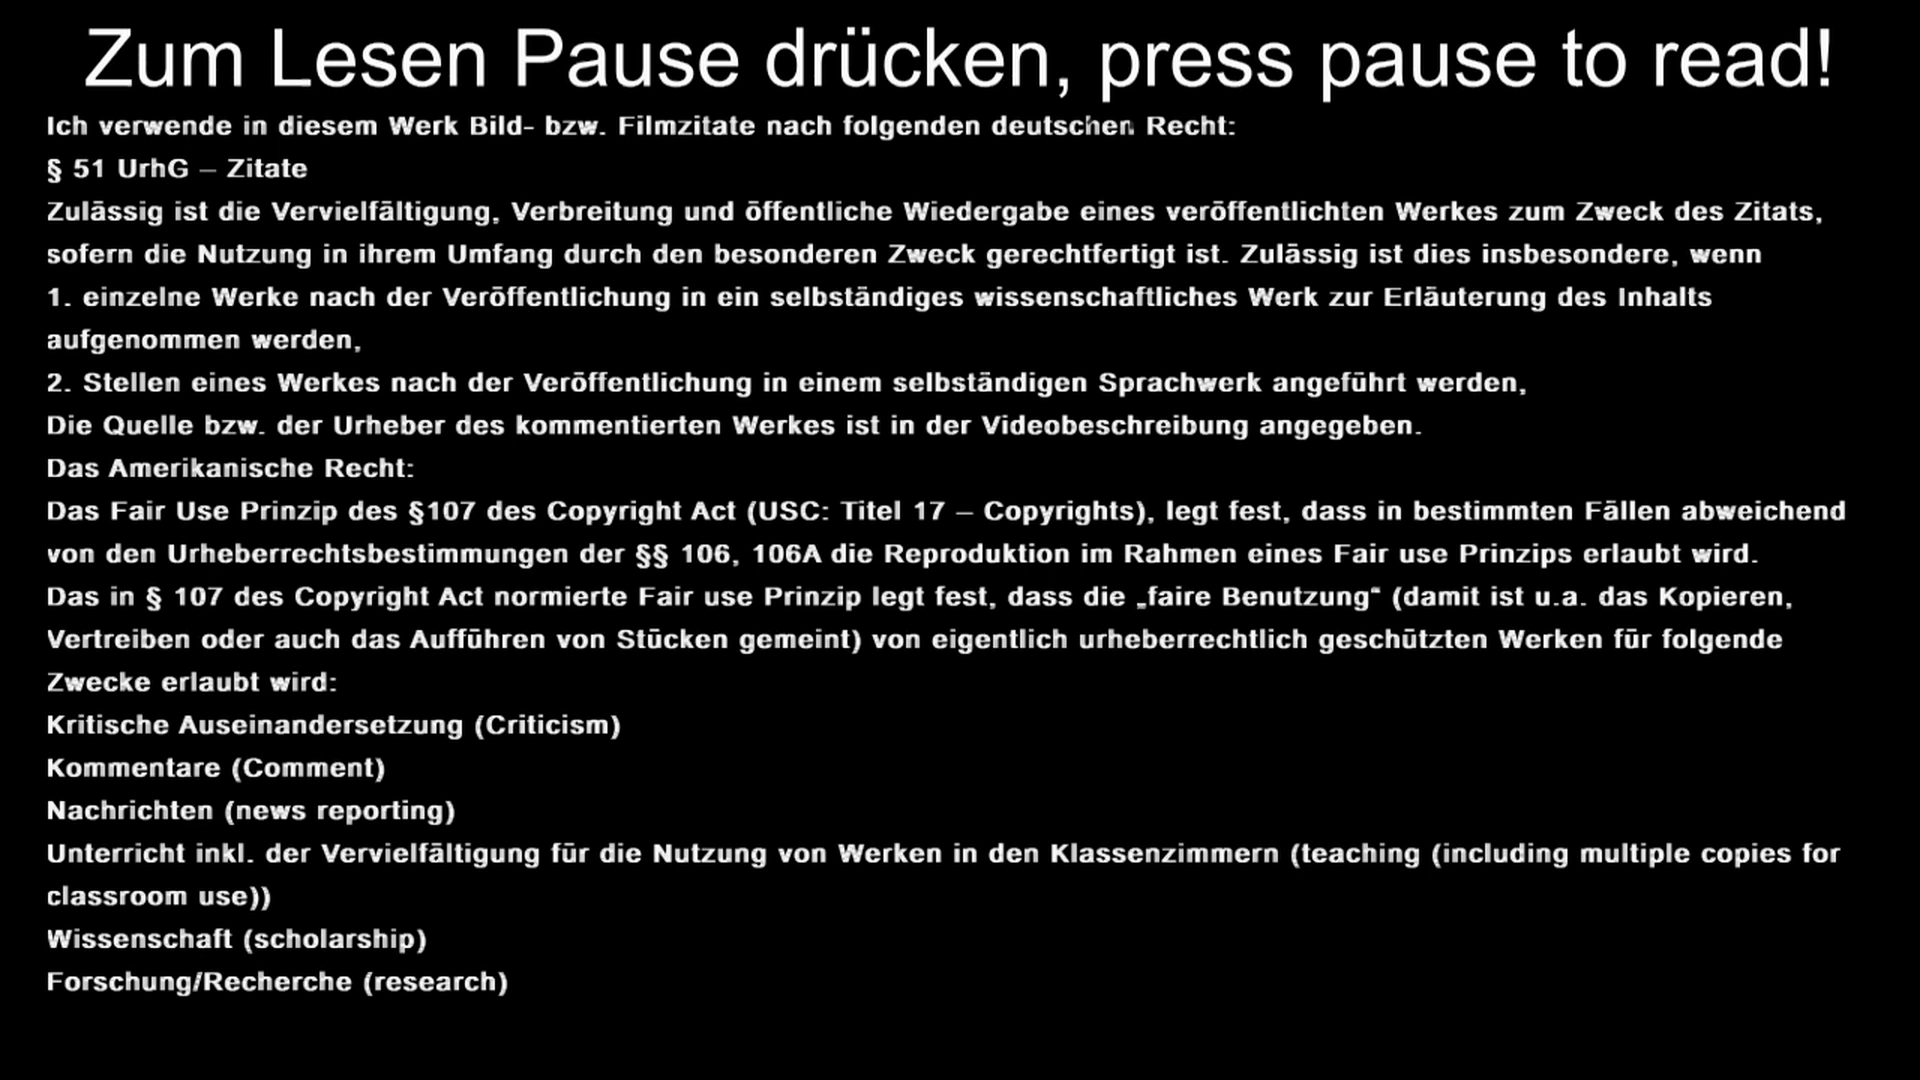 Zum Lesen Pause drücken, press pause to read!
Ich verwende in diesem Werk Bild- bzw. Filmzitate nach folgenden deutschen Recht:
§ 51 UrhG – Zitate
Zulässig ist die Vervielfältigung, Verbreitung und öffentliche Wiedergabe eines veröffentlichten Werkes zum Zweck des Zitats,
sofern die Nutzung in ihrem Umfang durch den besonderen Zweck gerechtfertigt ist. Zulässig ist dies insbesondere, wenn
1. einzelne Werke nach der Veröffentlichung in ein selbständiges wissenschaftliches Werk zur Erläuterung des Inhalts
aufgenommen werden,
2. Stellen eines Werkes nach der Veröffentlichung in einem selbständigen Sprachwerk angeführt werden,
Die Quelle bzw. der Urheber des kommentierten Werkes ist in der Videobeschreibung angegeben.
Das Amerikanische Recht:
Das Fair Use Prinzip des §107 des Copyright Act (USC: Titel 17 – Copyrights), legt fest, dass in bestimmten Fällen abweichend
von den Urheberrechtsbestimmungen der §§ 106, 106A die Reproduktion im Rahmen eines Fair use Prinzips erlaubt wird.
Das in § 107 des Copyright Act normierte Fair use Prinzip legt fest, dass die „faire Benutzung“ (damit ist u.a. das Kopieren,
Vertreiben oder auch das Aufführen von Stücken gemeint) von eigentlich urheberrechtlich geschützten Werken für folgende
Zwecke erlaubt wird:
Kritische Auseinandersetzung (Criticism)
Kommentare (Comment)
Nachrichten (news reporting)
Unterricht inkl. der Vervielfältigung für die Nutzung von Werken in den Klassenzimmern (teaching (including multiple copies for
classroom use))
Wissenschaft (scholarship)
Forschung/Recherche (research)